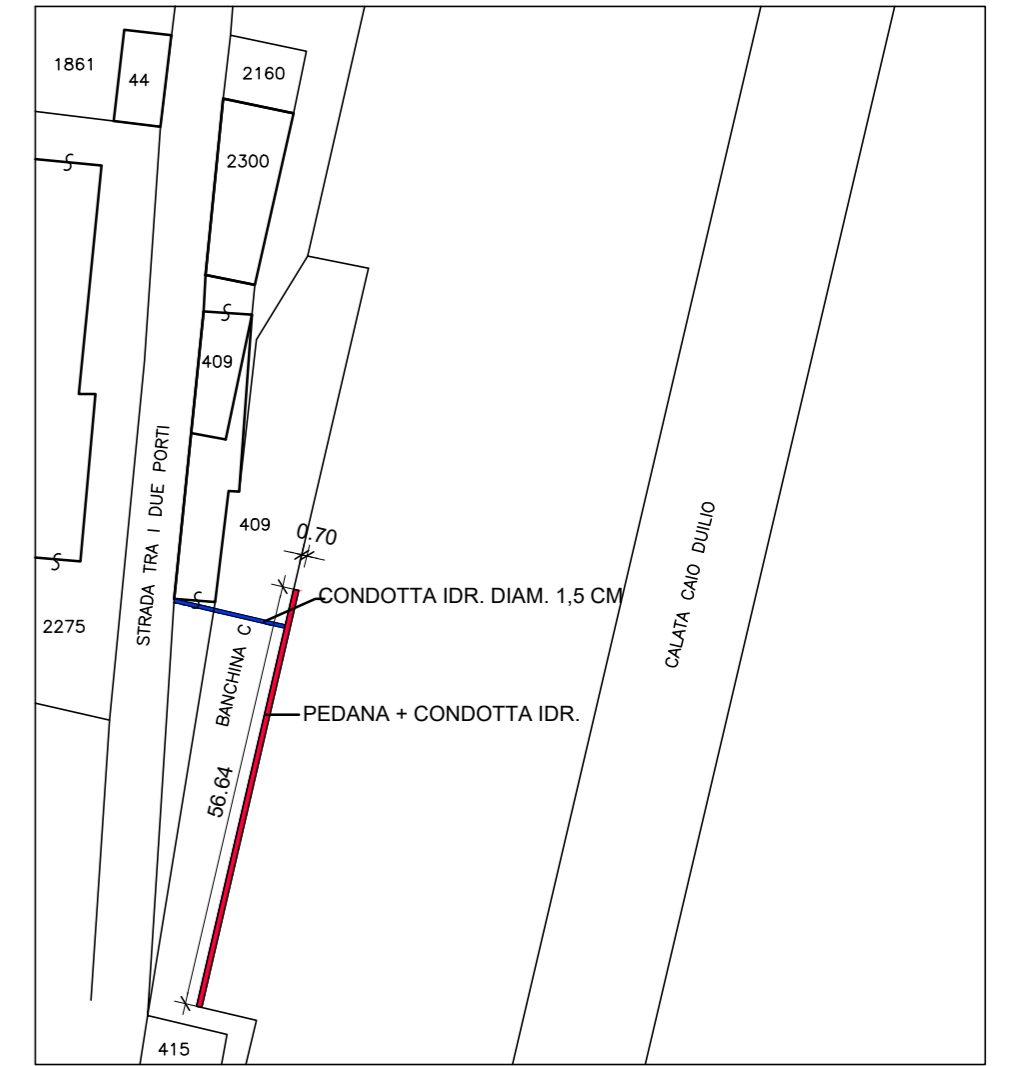 1861
44
2160
2300
409
STRADA TRA I DUE PORTI
409
0.70
CONDOTTA IDR. DIAM. 1,5 CM
CALATA CAIO DUILIO
2275
BANCHINA C
PEDANA + CONDOTTA IDR.
56.64
415